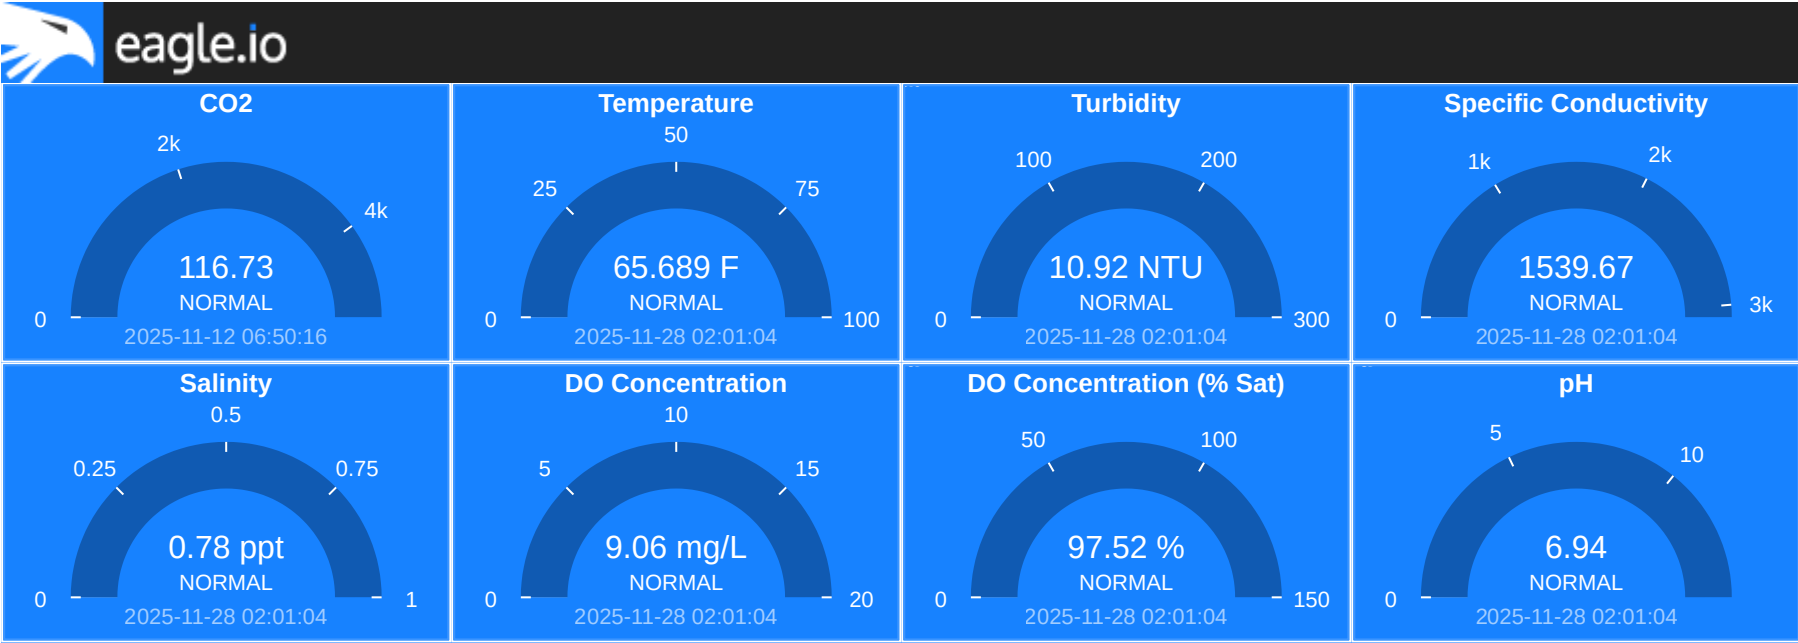 eagle.io
CO2
2k
4k
0
116.73
NORMAL
2025-11-12 06:50:16
Temperature
50
25
75
0
100
65.689 F
NORMAL
2025-11-28 02:01:04
Turbidity
100
200
0
300
10.92 NTU
NORMAL
2025-11-28 02:01:04
Specific Conductivity
1k
2k
0
3k
1539.67
NORMAL
2025-11-28 02:01:04
Salinity
0.5
0.25
0.75
0
1
0.78 ppt
NORMAL
2025-11-28 02:01:04
DO Concentration
10
5
15
0
20
9.06 mg/L
NORMAL
2025-11-28 02:01:04
DO Concentration (% Sat)
50
100
0
150
97.52 %
NORMAL
2025-11-28 02:01:04
pH
5
10
0
6.94
NORMAL
2025-11-28 02:01:04